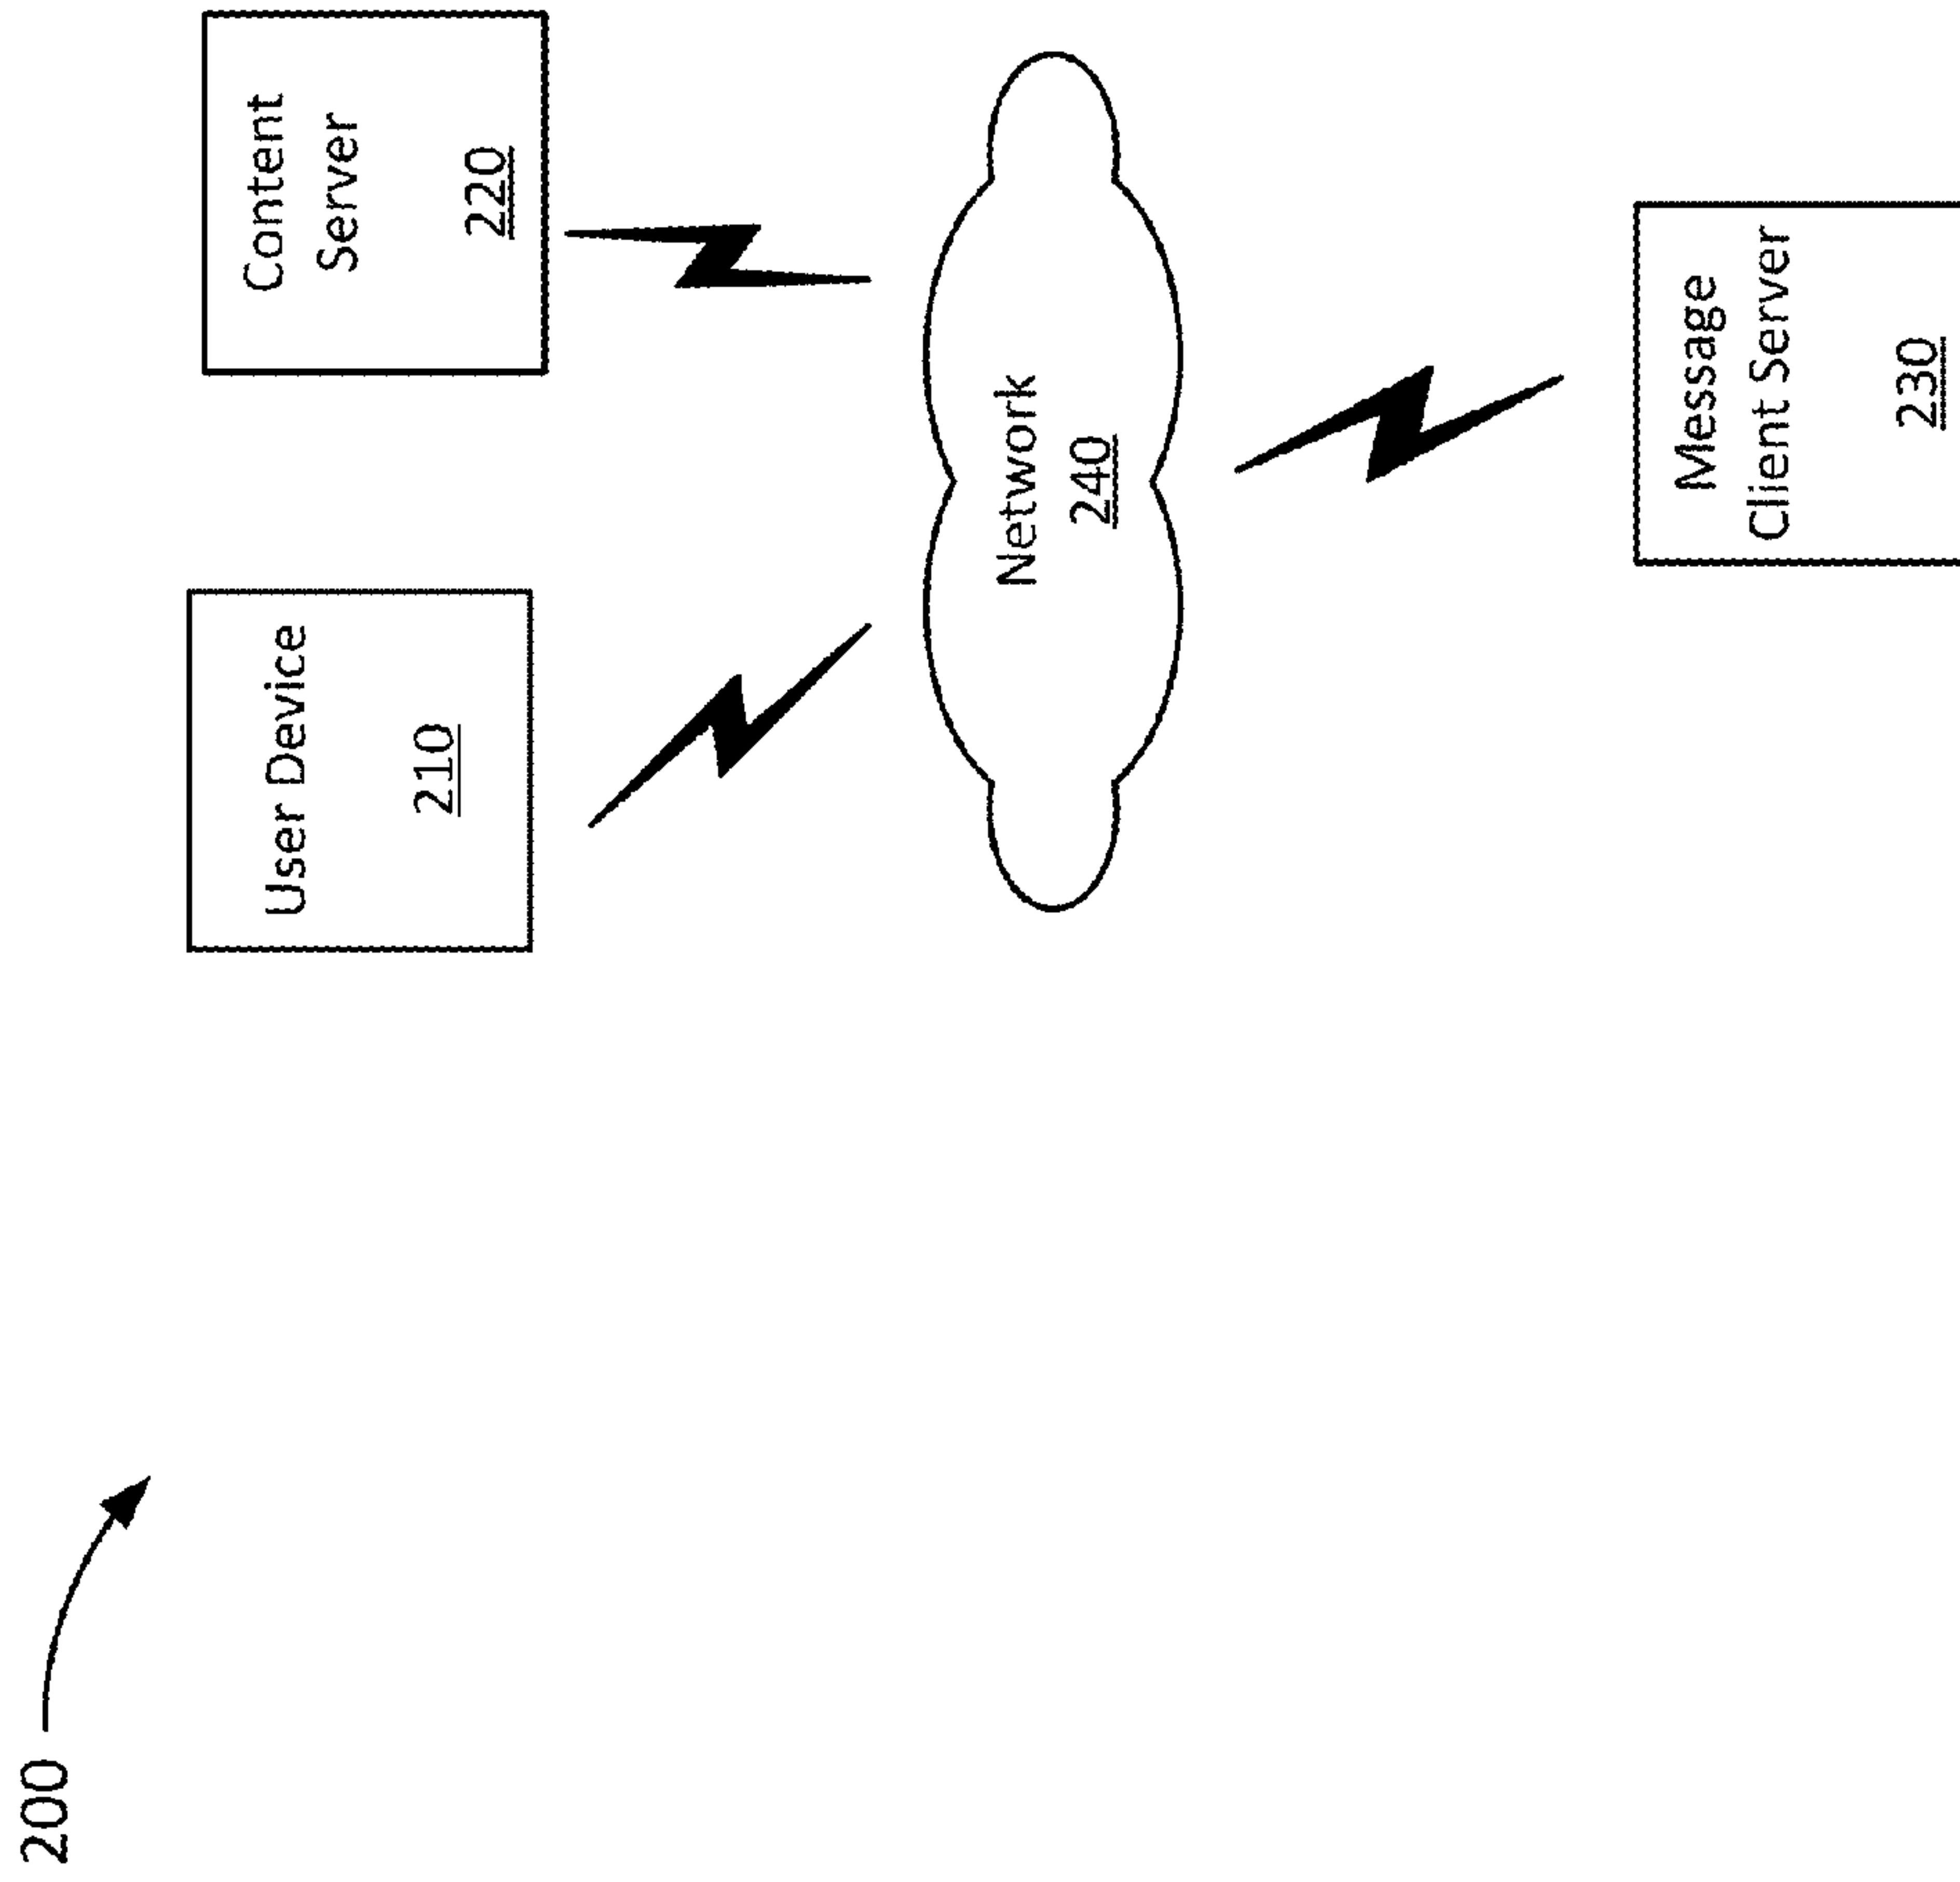 200
User Device
210
Content
Server
220
Network
240
Message
Client Server
230